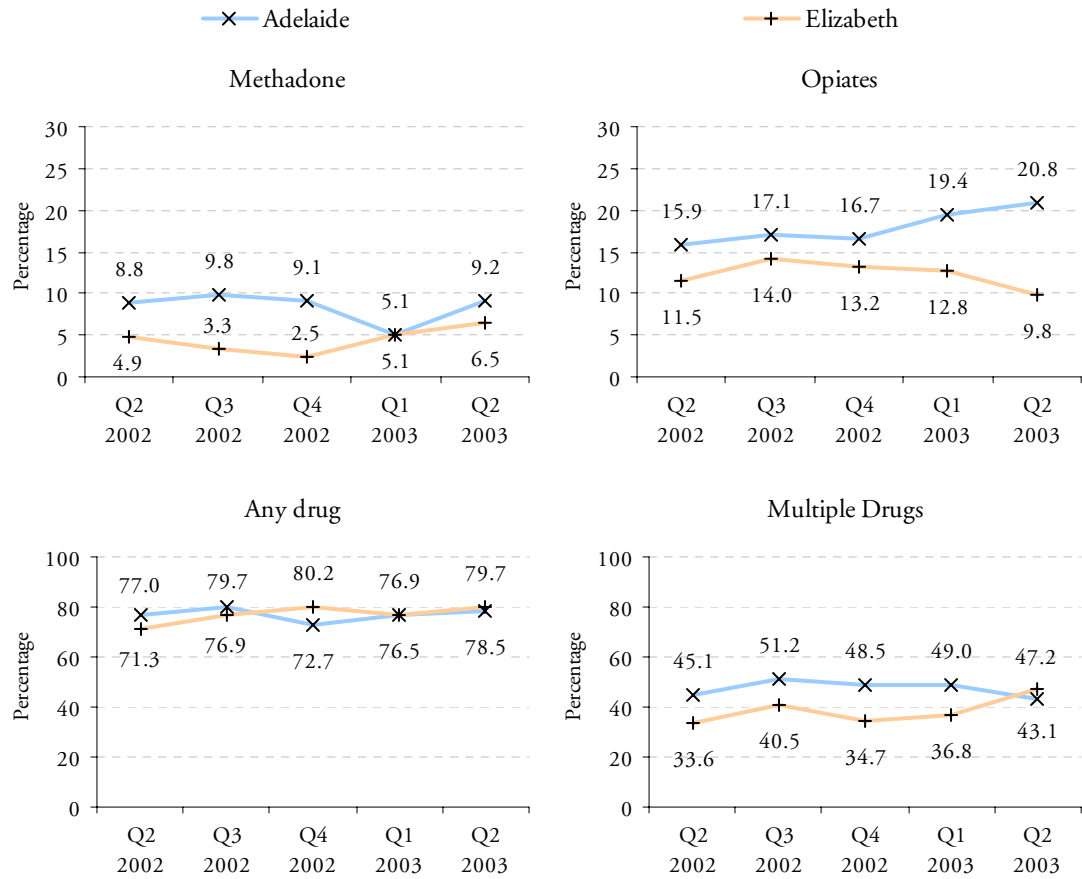 Adelaide Elizabeth
Methadone
Percentage
30
25
20
15
10
5
0
8.8 9.8 9.1 5.1 9.2
4.9 3.3 2.5 5.1 6.5
Q2 Q3 Q4 Q1 Q2
2002 2002 2002 2003 2003
Opiates
Percentage
30
25
20
15
10
5
0
15.9 17.1 16.7 19.4 20.8
11.5 14.0 13.2 12.8 9.8
Q2 Q3 Q4 Q1 Q2
2002 2002 2002 2003 2003
Any drug
Percentage
100
80
60
40
20
0
77.0 79.7 80.2 76.9 79.7
71.3 76.9 72.7 76.5 78.5
Q2 Q3 Q4 Q1 Q2
2002 2002 2002 2003 2003
Multiple Drugs
Percentage
100
80
60
40
20
0
45.1 51.2 48.5 49.0 47.2
33.6 40.5 34.7 36.8 43.1
Q2 Q3 Q4 Q1 Q2
2002 2002 2002 2003 2003